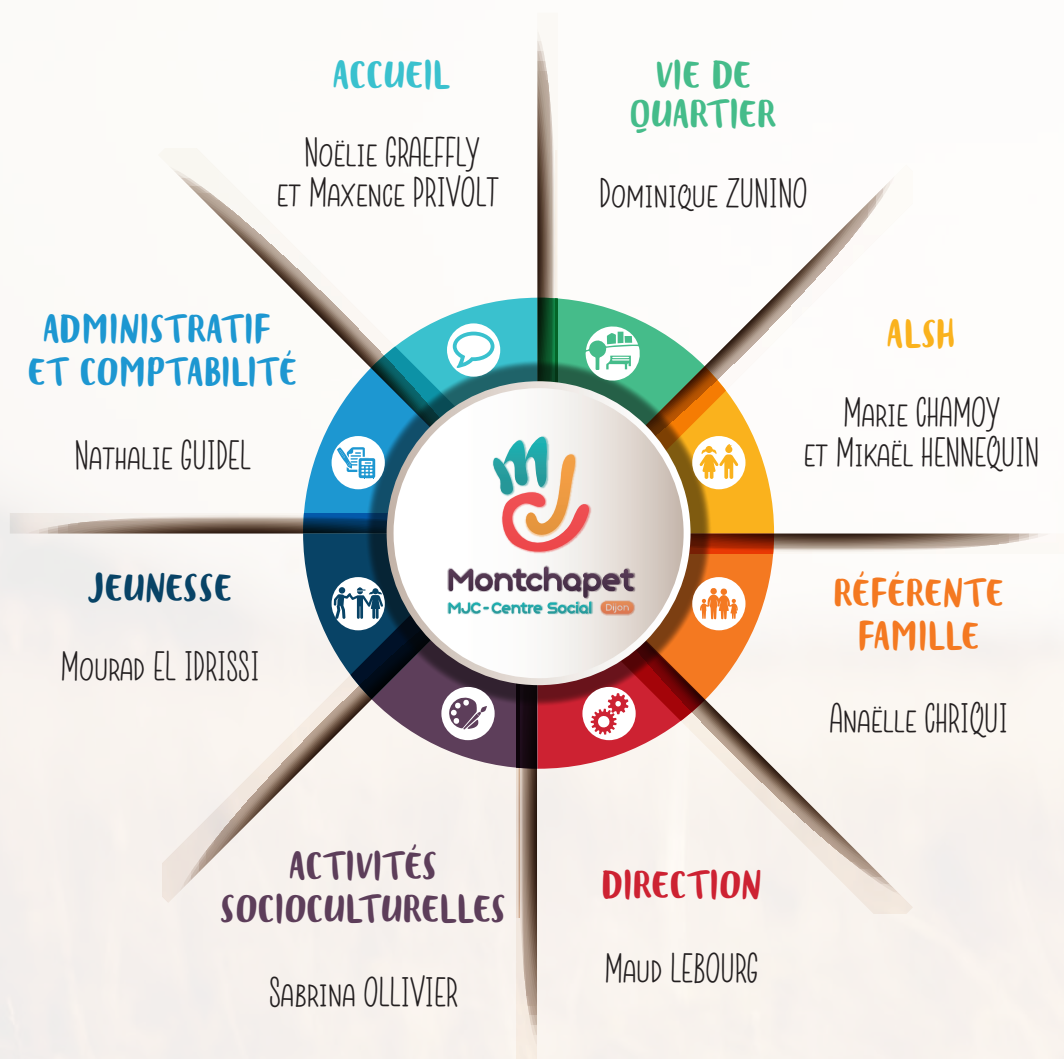 ACCUEIL
Noëlie GRAEFFLY
et Maxence PRIVOLT
VIE DE
QUARTIER
Dominique ZUNINO
ALSH
Marie CHAMOY
et Mikaël HENNEQUIN
RÉFÉRENTE
FAMILLE
Anaëlle CHRIQUI
DIRECTION
Maud LEBOURG
ACTIVITÉS
SOCIOCULTURELLES
Sabrina OLLIVIER
JEUNESSE
Mourad EL IDRISSI
ADMINISTRATIF
ET COMPTABILITÉ
Nathalie GUIDEL
mJC
Montchapet
MJC-Centre Social Dijon